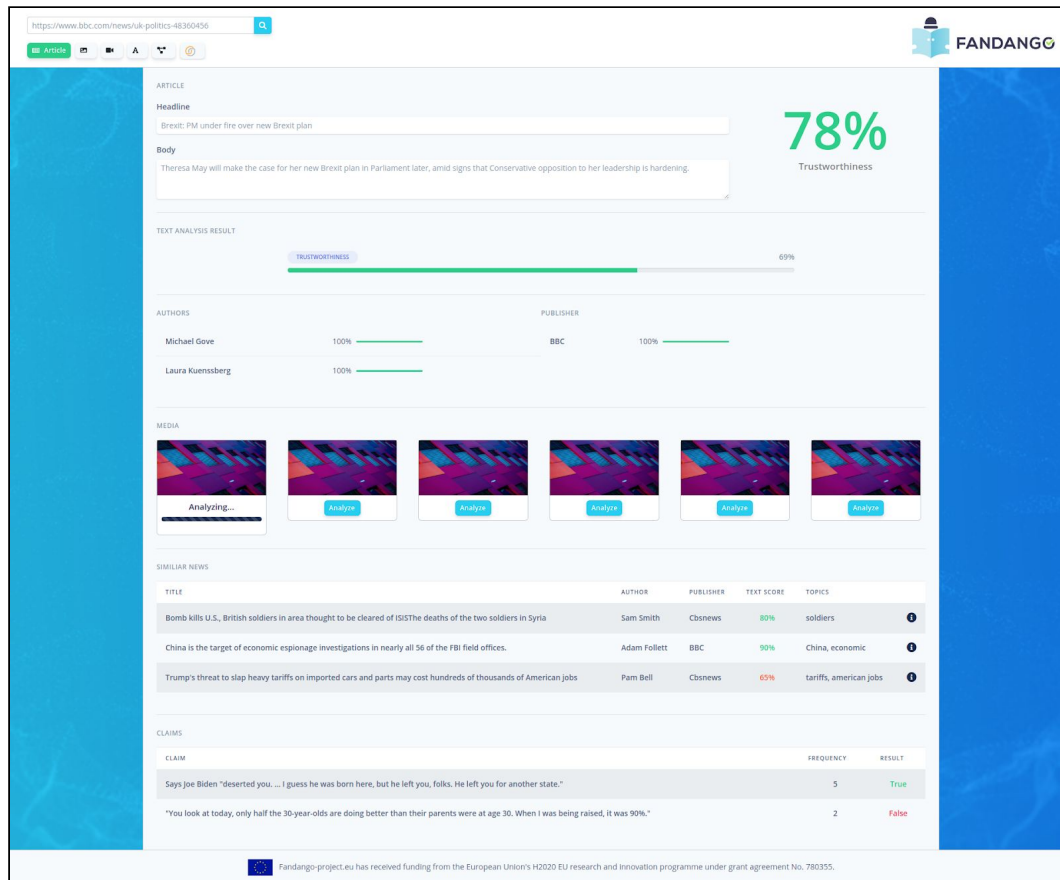 https://www.bbc.com/news/uk-politics-48360456
Article
A
FANDANGO
ARTICLE
Headline
Brexit: PM under fire over new Brexit plan
Body
Theresa May will make the case for her new Brexit plan in Parliament later, amid signs that Conservative opposition to her leadership is hardening.
78%
Trustworthiness
TEXT ANALYSIS RESULT
TRUSTWORTHINESS 69%
AUTHORS PUBLISHER
Michael Gove 100% BBC 100%
Laura Kuenssberg 100%
MEDIA
Analyzing... Analyze Analyze Analyze Analyze Analyze
SIMILIAR NEWS
TITLE AUTHOR PUBLISHER TEXT SCORE TOPICS
Bomb kills U.S., British soldiers in area thought to be cleared of ISISThe deaths of the two soldiers in Syria Sam Smith Cbsnews 80% soldiers
China is the target of economic espionage investigations in nearly all 56 of the FBI field offices. Adam Follett BBC 90% China, economic
Trump's threat to slap heavy tariffs on imported cars and parts may cost hundreds of thousands of American jobs Pam Bell Cbsnews 65% tariffs, american jobs
CLAIMS
CLAIM FREQUENCY RESULT
Says Joe Biden "deserted you. ... I guess he was born here, but he left you, folks. He left you for another state." 5 True
"You look at today, only half the 30-year-olds are doing better than their parents were at age 30. When I was being raised, it was 90%." 2 False
Fandango-project.eu has received funding from the European Union's H2020 EU research and innovation programme under grant agreement No. 780355.